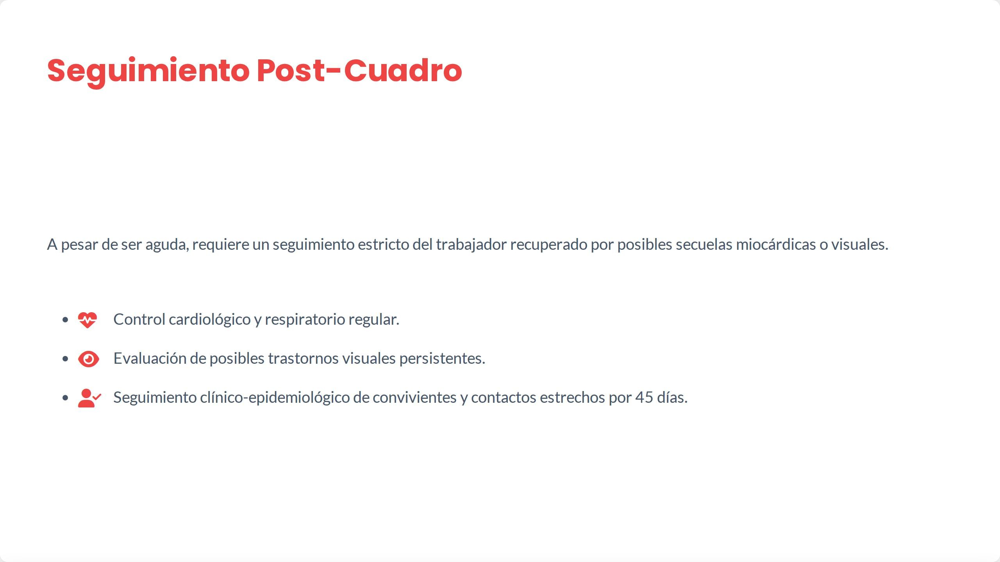 Seguimiento Post-Cuadro
A pesar de ser aguda, requiere un seguimiento estricto del trabajador recuperado por posibles secuelas miocárdicas o visuales.
• Control cardiológico y respiratorio regular.
• Evaluación de posibles trastornos visuales persistentes.
• Seguimiento clínico-epidemiológico de convivientes y contactos estrechos por 45 días.